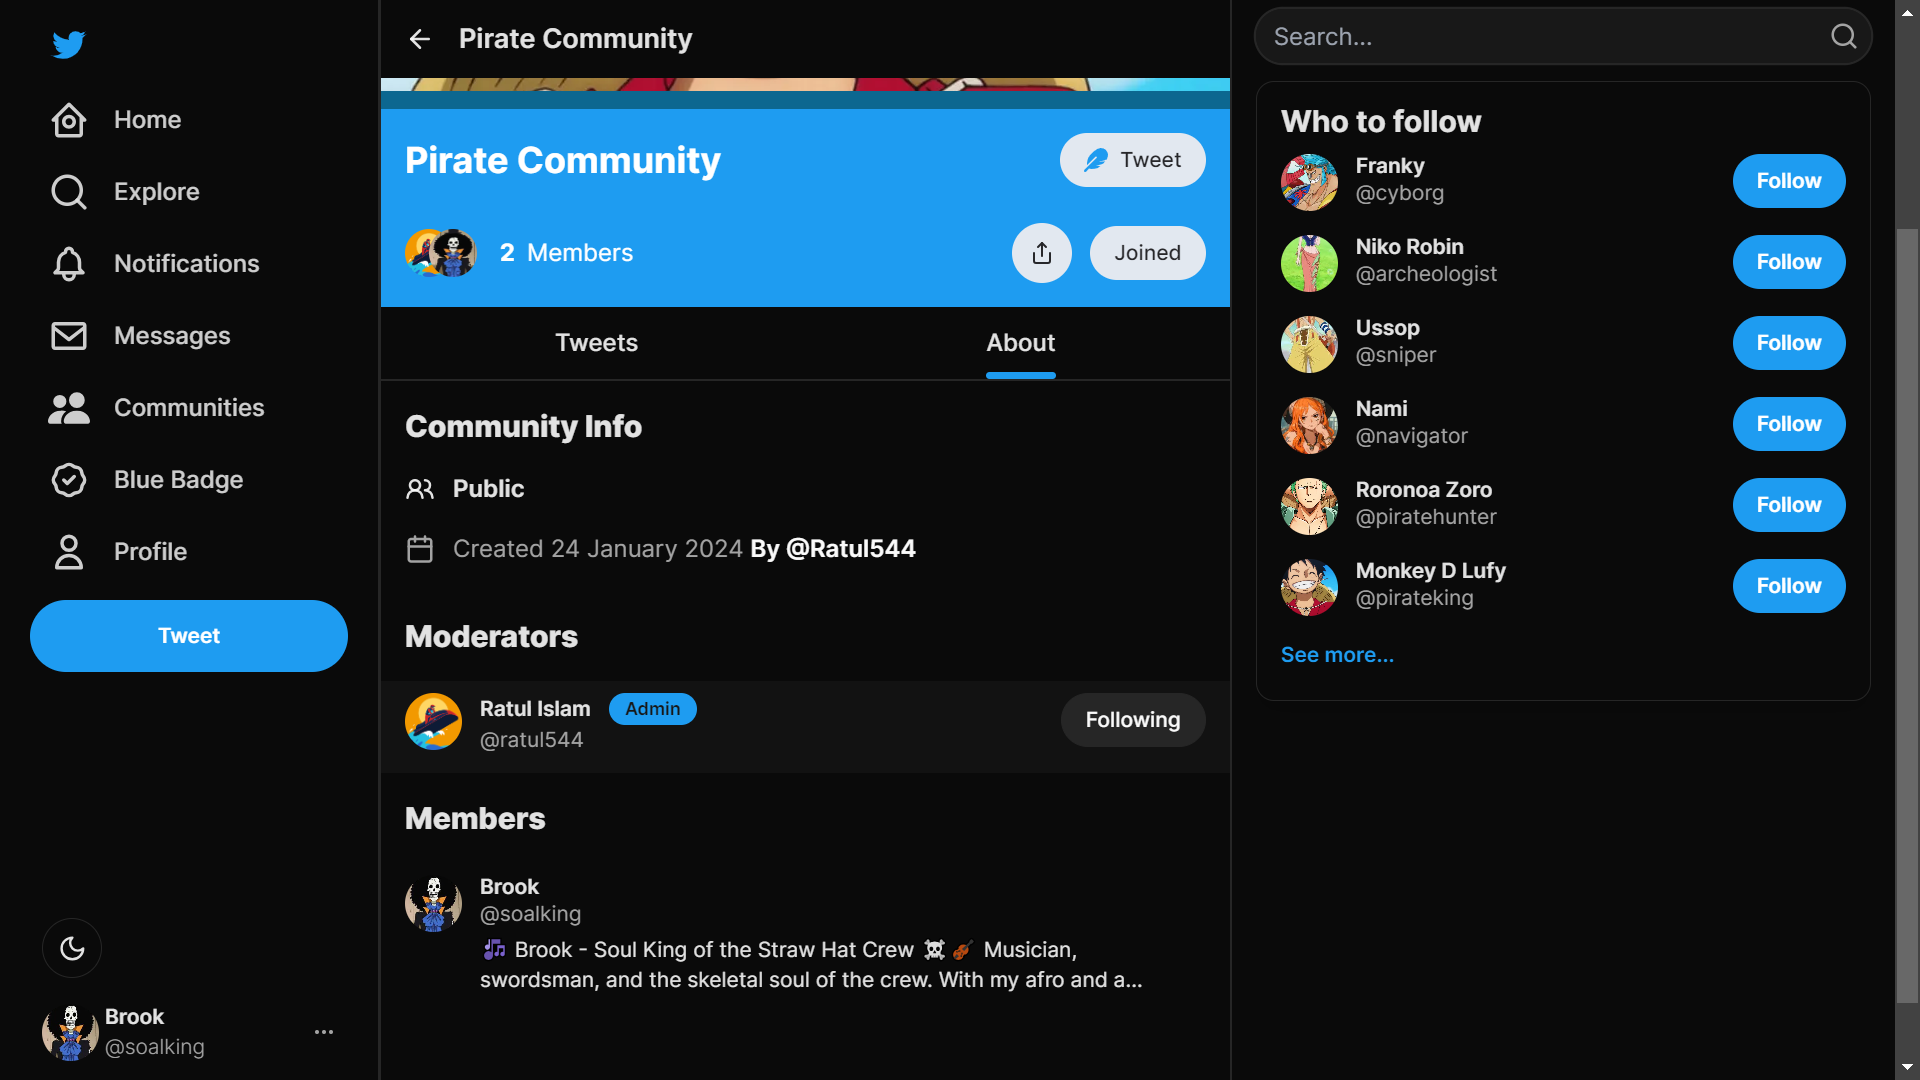 Home
Explore
Notifications
Messages
Communities
Blue Badge
Profile
Tweet
Brook
@soalking
Pirate Community
Pirate Community
Tweet
2 Members
Joined
Tweets
About
Community Info
Public
Created 24 January 2024 By @Ratul544
Moderators
Ratul Islam Admin
@ratul544
Following
Members
Brook
@soalking
🎶 Brook - Soul King of the Straw Hat Crew ☠️🎻 Musician,
swordsman, and the skeletal soul of the crew. With my afro and a...
Search...
Who to follow
Franky
@cyborg
Follow
Niko Robin
@archeologist
Follow
Ussop
@sniper
Follow
Nami
@navigator
Follow
Roronoa Zoro
@piratehunter
Follow
Monkey D Lufy
@pirateking
Follow
See more...